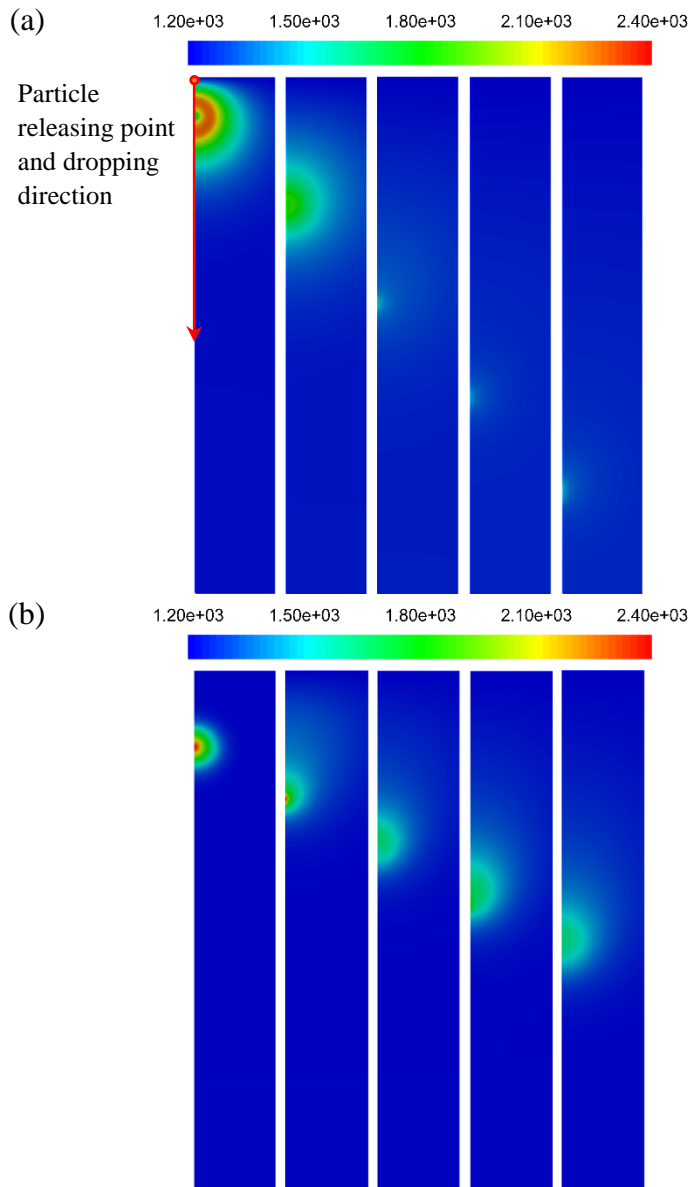 (a)
1.20e+03 1.50e+03 1.80e+03 2.10e+03 2.40e+03
Particle
releasing point
and dropping
direction
(b)
1.20e+03 1.50e+03 1.80e+03 2.10e+03 2.40e+03